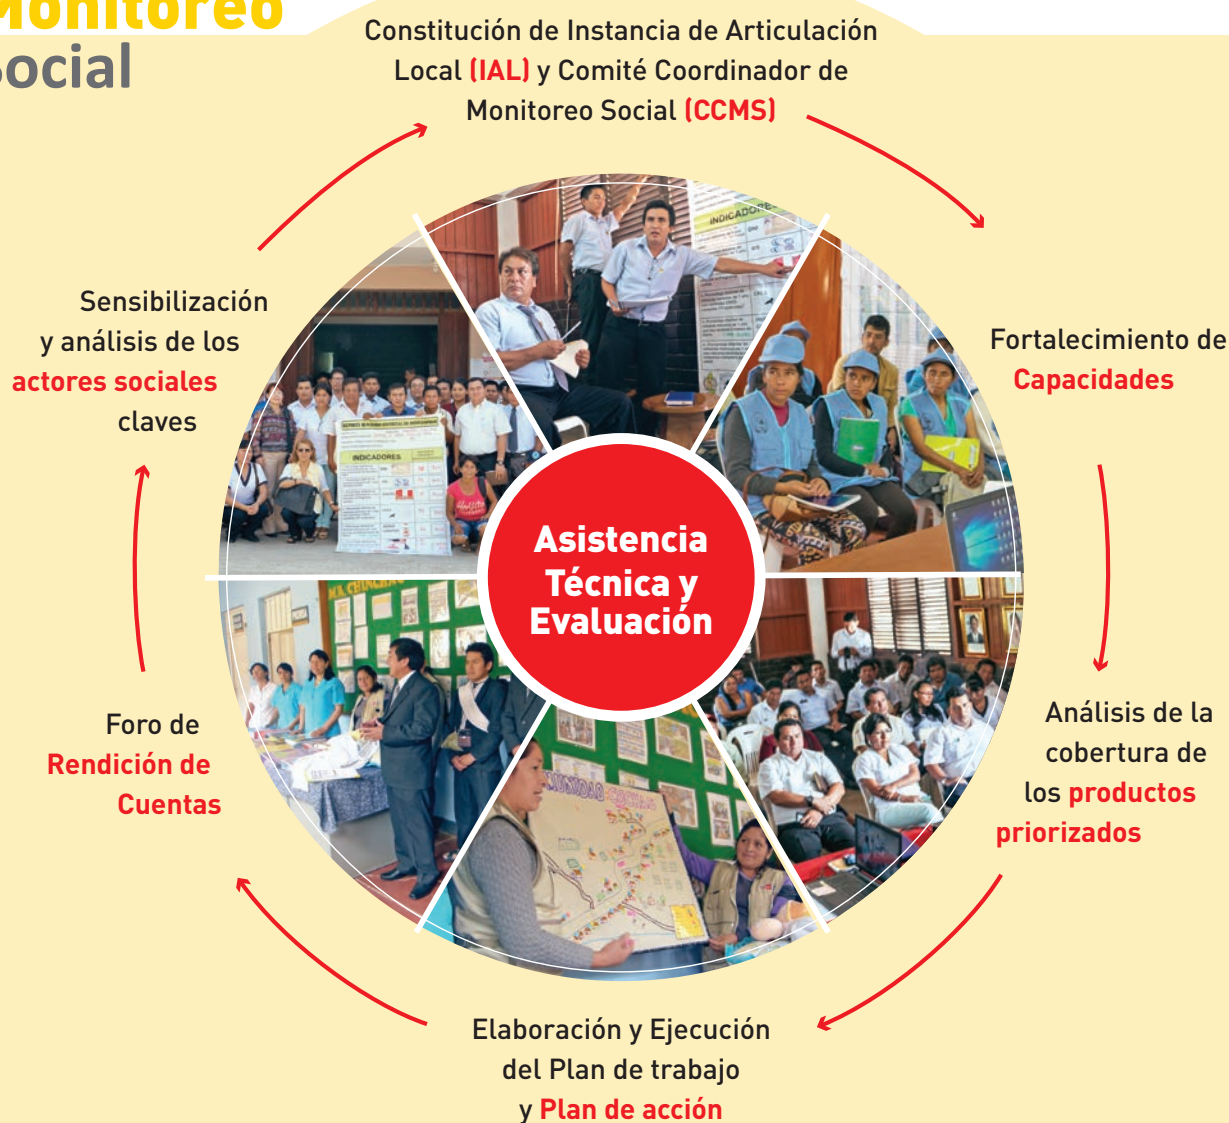 Monitoreo
Social
Constitución de Instancia de Articulación
Local (IAL) y Comité Coordinador de
Monitoreo Social (CCMS)
Sensibilización
y análisis de los
actores sociales
claves
Fortalecimiento de
Capacidades
INDICADORES
INDICADORES
Asistencia
Técnica y
Evaluación
Análisis de la
cobertura de
los productos
priorizados
Foro de
Rendición de
Cuentas
Elaboración y Ejecución
del Plan de trabajo
y Plan de acción